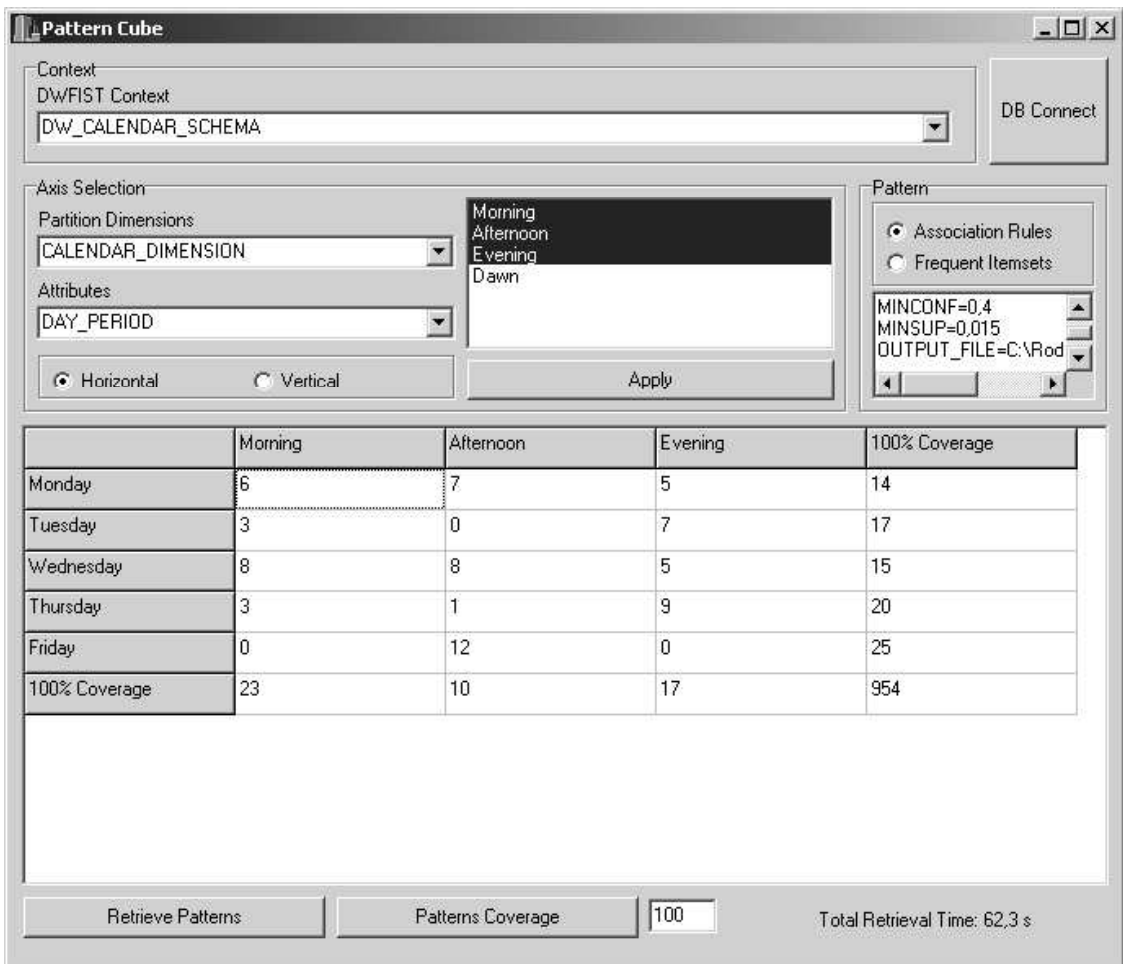 Pattern Cube
Context
DWFIST Context
DW_CALENDAR_SCHEMA
DB Connect
Axis Selection
Partition Dimensions
CALENDAR_DIMENSION
Attributes
DAY_PERIOD
Horizontal Vertical
Morning
Afternoon
Evening
Dawn
Apply
Pattern
Association Rules
Frequent Itemsets
MINCONF=0,4
MINSUP=0,015
OUTPUT_FILE=C:\Rod
Morning Afternoon Evening 100% Coverage
Monday 6 7 5 14
Tuesday 3 0 7 17
Wednesday 8 8 5 15
Thursday 3 1 9 20
Friday 0 12 0 25
100% Coverage 23 10 17 954
Retrieve Patterns Patterns Coverage 100 Total Retrieval Time: 62,3 s